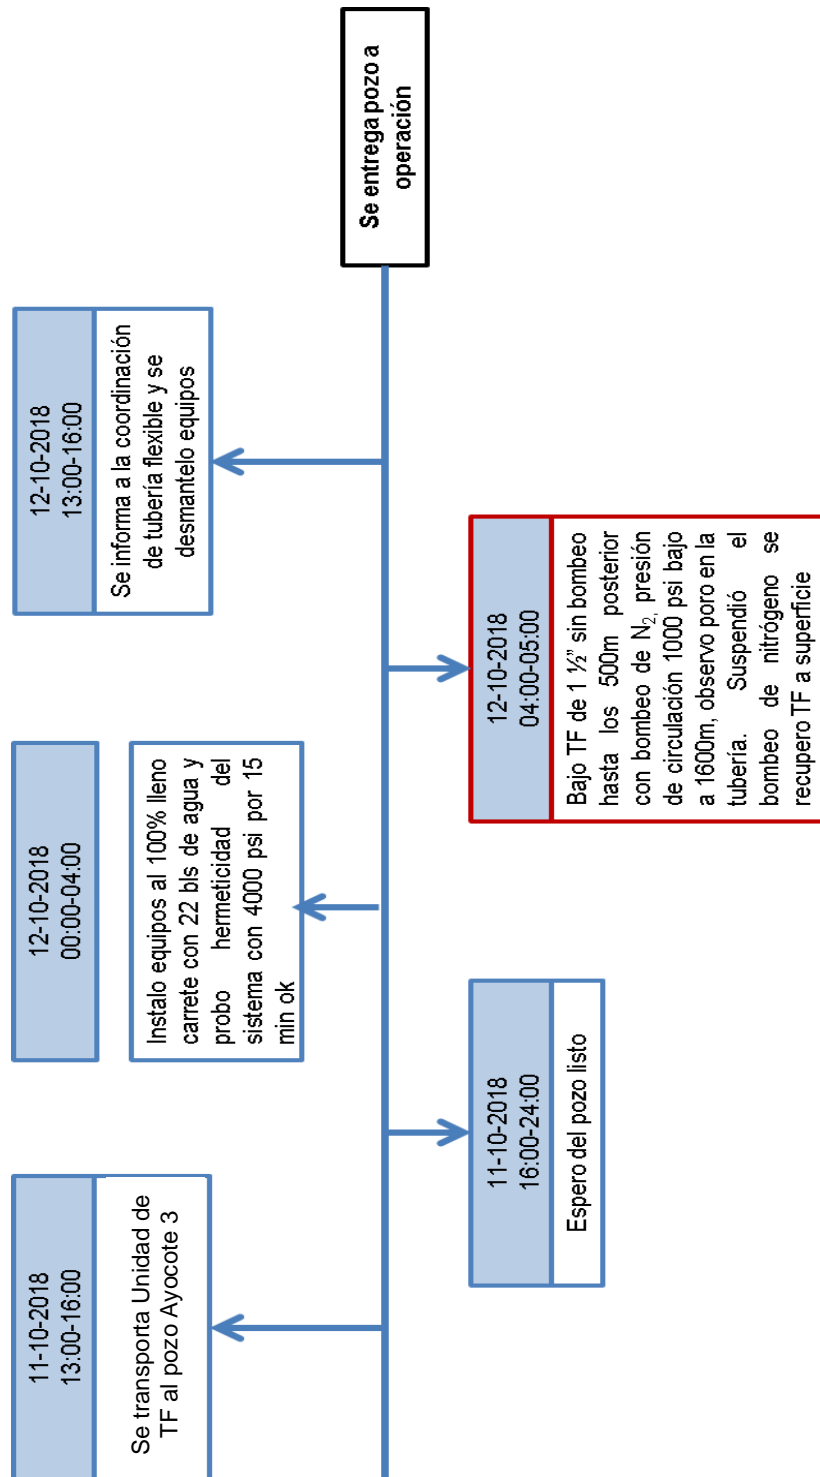 11-10-2018
13:00-16:00
Se transporta Unidad de
TF al pozo Ayocote 3
11-10-2018
16:00-24:00
Espero del pozo listo
12-10-2018
00:00-04:00
Instalo equipos al 100% lleno
carrete con 22 bls de agua y
probo hermeticidad del
sistema con 4000 psi por 15
min ok
12-10-2018
04:00-05:00
Bajo TF de 1 ½” sin bombeo
hasta los 500m posterior
con bombeo de N₂, presión
de circulación 1000 psi bajo
a 1600m, observo poro en la
tubería. Suspendió el
bombeo de nitrógeno se
recupero TF a superficie
12-10-2018
13:00-16:00
Se informa a la coordinación
de tubería flexible y se
desmantelo equipos
Se entrega pozo a
operación